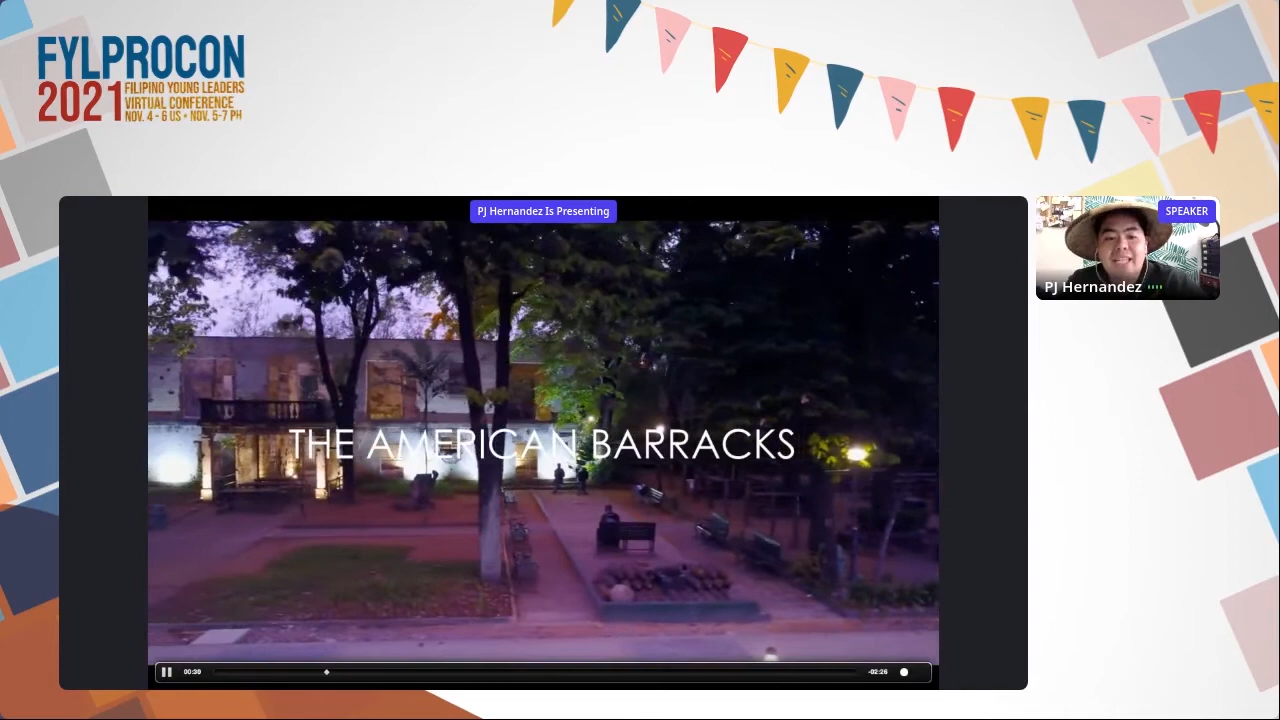 FYLPROCON
2021
FILIPINO YOUNG LEADERS
VIRTUAL CONFERENCE
NOV. 4 - 6 US • NOV. 5-7 PH
PJ Hernandez Is Presenting
SPEAKER
PJ Hernandez
THE AMERICAN BARRACKS
00:39
-02:26